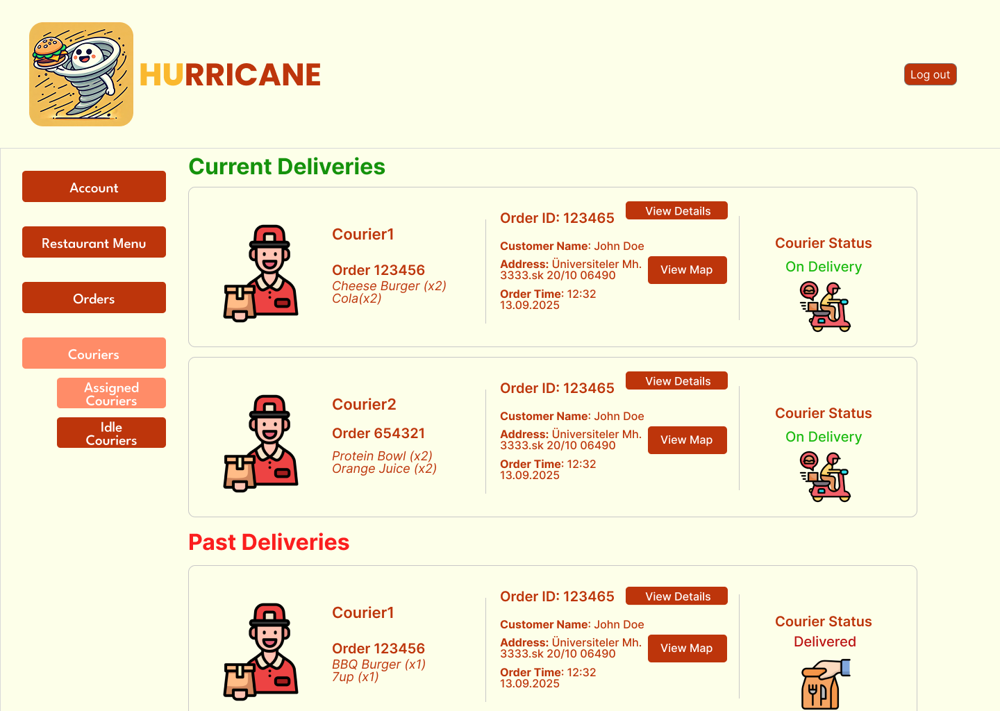 HURRICANE
Log out
Account
Restaurant Menu
Orders
Couriers
Assigned
Couriers
Idle
Couriers
Current Deliveries
Courier1
Order 123456
Cheese Burger (x2)
Cola(x2)
Order ID: 123465
View Details
Customer Name: John Doe
Address: Üniversiteler Mh.
3333.sk 20/10 06490
View Map
Order Time: 12:32
13.09.2025
Courier Status
On Delivery
Courier2
Order 654321
Protein Bowl (x2)
Orange Juice (x2)
Order ID: 123465
View Details
Customer Name: John Doe
Address: Üniversiteler Mh.
3333.sk 20/10 06490
View Map
Order Time: 12:32
13.09.2025
Courier Status
On Delivery
Past Deliveries
Courier1
Order 123456
BBQ Burger (x1)
7up (x1)
Order ID: 123465
View Details
Customer Name: John Doe
Address: Üniversiteler Mh.
3333.sk 20/10 06490
View Map
Order Time: 12:32
13.09.2025
Courier Status
Delivered